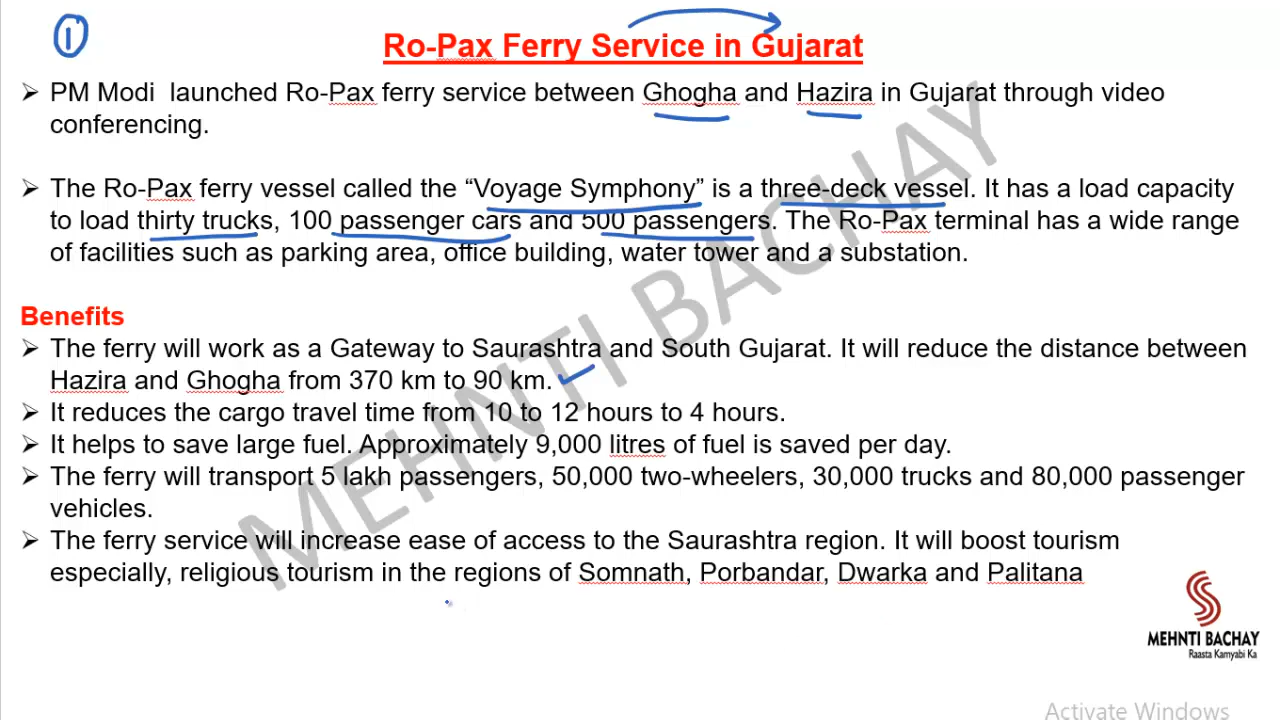 1
Ro-Pax Ferry Service in Gujarat
➢ PM Modi launched Ro-Pax ferry service between Ghogha and Hazira in Gujarat through video
conferencing.
➢ The Ro-Pax ferry vessel called the “Voyage Symphony” is a three-deck vessel. It has a load capacity
to load thirty trucks, 100 passenger cars and 500 passengers. The Ro-Pax terminal has a wide range
of facilities such as parking area, office building, water tower and a substation.
Benefits
➢ The ferry will work as a Gateway to Saurashtra and South Gujarat. It will reduce the distance between
Hazira and Ghogha from 370 km to 90 km.
➢ It reduces the cargo travel time from 10 to 12 hours to 4 hours.
➢ It helps to save large fuel. Approximately 9,000 litres of fuel is saved per day.
➢ The ferry will transport 5 lakh passengers, 50,000 two-wheelers, 30,000 trucks and 80,000 passenger
vehicles.
➢ The ferry service will increase ease of access to the Saurashtra region. It will boost tourism
especially, religious tourism in the regions of Somnath, Porbandar, Dwarka and Palitana
MEHNTI BACHAY
MEHNTI BACHAY
Raasta Kamyabi Ka
Activate Windows